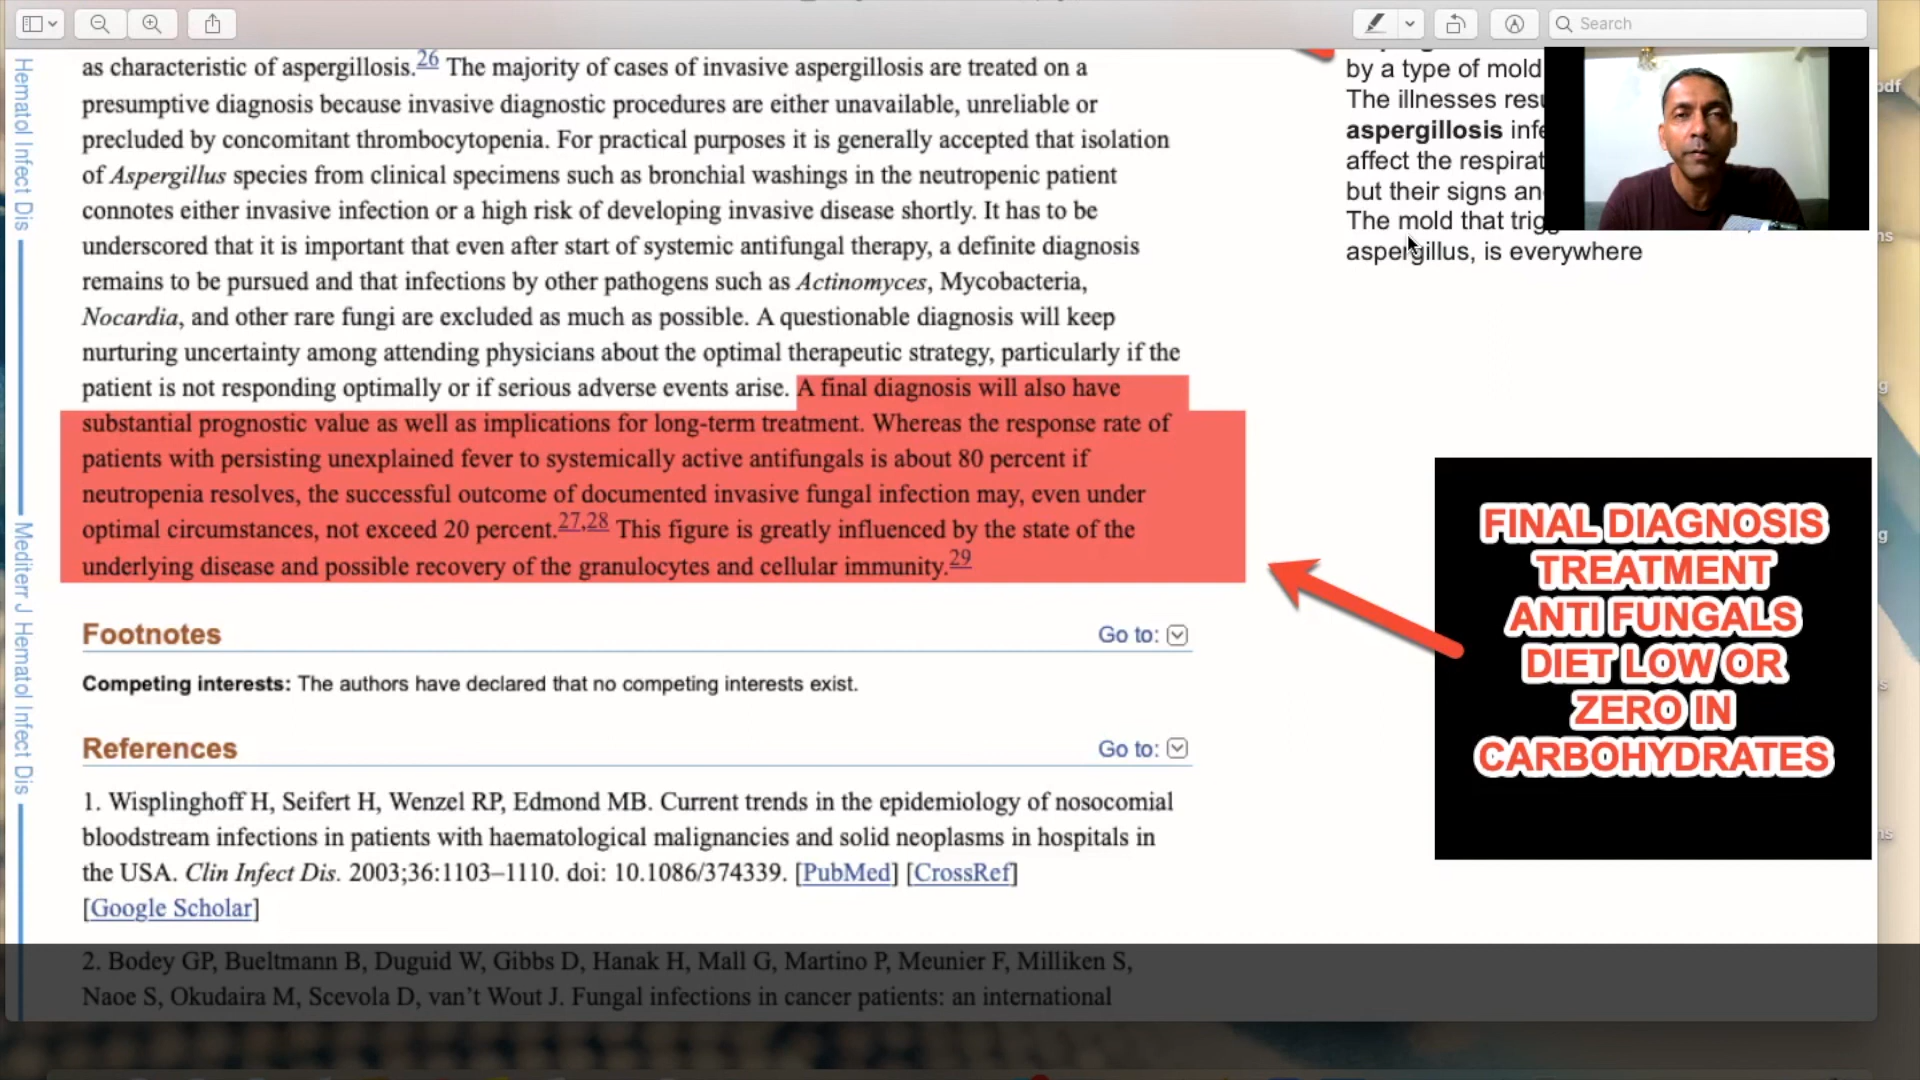 Search
Hematol Infect Dis
Mediterr J Hematol Infect Dis
as characteristic of aspergillosis.26 The majority of cases of invasive aspergillosis are treated on a
presumptive diagnosis because invasive diagnostic procedures are either unavailable, unreliable or
precluded by concomitant thrombocytopenia. For practical purposes it is generally accepted that isolation
of Aspergillus species from clinical specimens such as bronchial washings in the neutropenic patient
connotes either invasive infection or a high risk of developing invasive disease shortly. It has to be
underscored that it is important that even after start of systemic antifungal therapy, a definite diagnosis
remains to be pursued and that infections by other pathogens such as Actinomyces, Mycobacteria,
Nocardia, and other rare fungi are excluded as much as possible. A questionable diagnosis will keep
nurturing uncertainty among attending physicians about the optimal therapeutic strategy, particularly if the
patient is not responding optimally or if serious adverse events arise. A final diagnosis will also have
substantial prognostic value as well as implications for long-term treatment. Whereas the response rate of
patients with persisting unexplained fever to systemically active antifungals is about 80 percent if
neutropenia resolves, the successful outcome of documented invasive fungal infection may, even under
optimal circumstances, not exceed 20 percent.27,28 This figure is greatly influenced by the state of the
underlying disease and possible recovery of the granulocytes and cellular immunity.29
Footnotes
Go to:
Competing interests: The authors have declared that no competing interests exist.
References
Go to:
1. Wisplinghoff H, Seifert H, Wenzel RP, Edmond MB. Current trends in the epidemiology of nosocomial
bloodstream infections in patients with haematological malignancies and solid neoplasms in hospitals in
the USA. Clin Infect Dis. 2003;36:1103–1110. doi: 10.1086/374339. [PubMed] [CrossRef]
[Google Scholar]
2. Bodey GP, Bueltmann B, Duguid W, Gibbs D, Hanak H, Mall G, Martino P, Meunier F, Milliken S,
Naoe S, Okudaira M, Scevola D, van't Wout J. Fungal infections in cancer patients: an international
by a type of mold
The illnesses
aspergillosis
affect the
but their signs
The mold that
aspergillus, is everywhere
FINAL DIAGNOSIS
TREATMENT
ANTI FUNGALS
DIET LOW OR
ZERO IN
CARBOHYDRATES
pdf